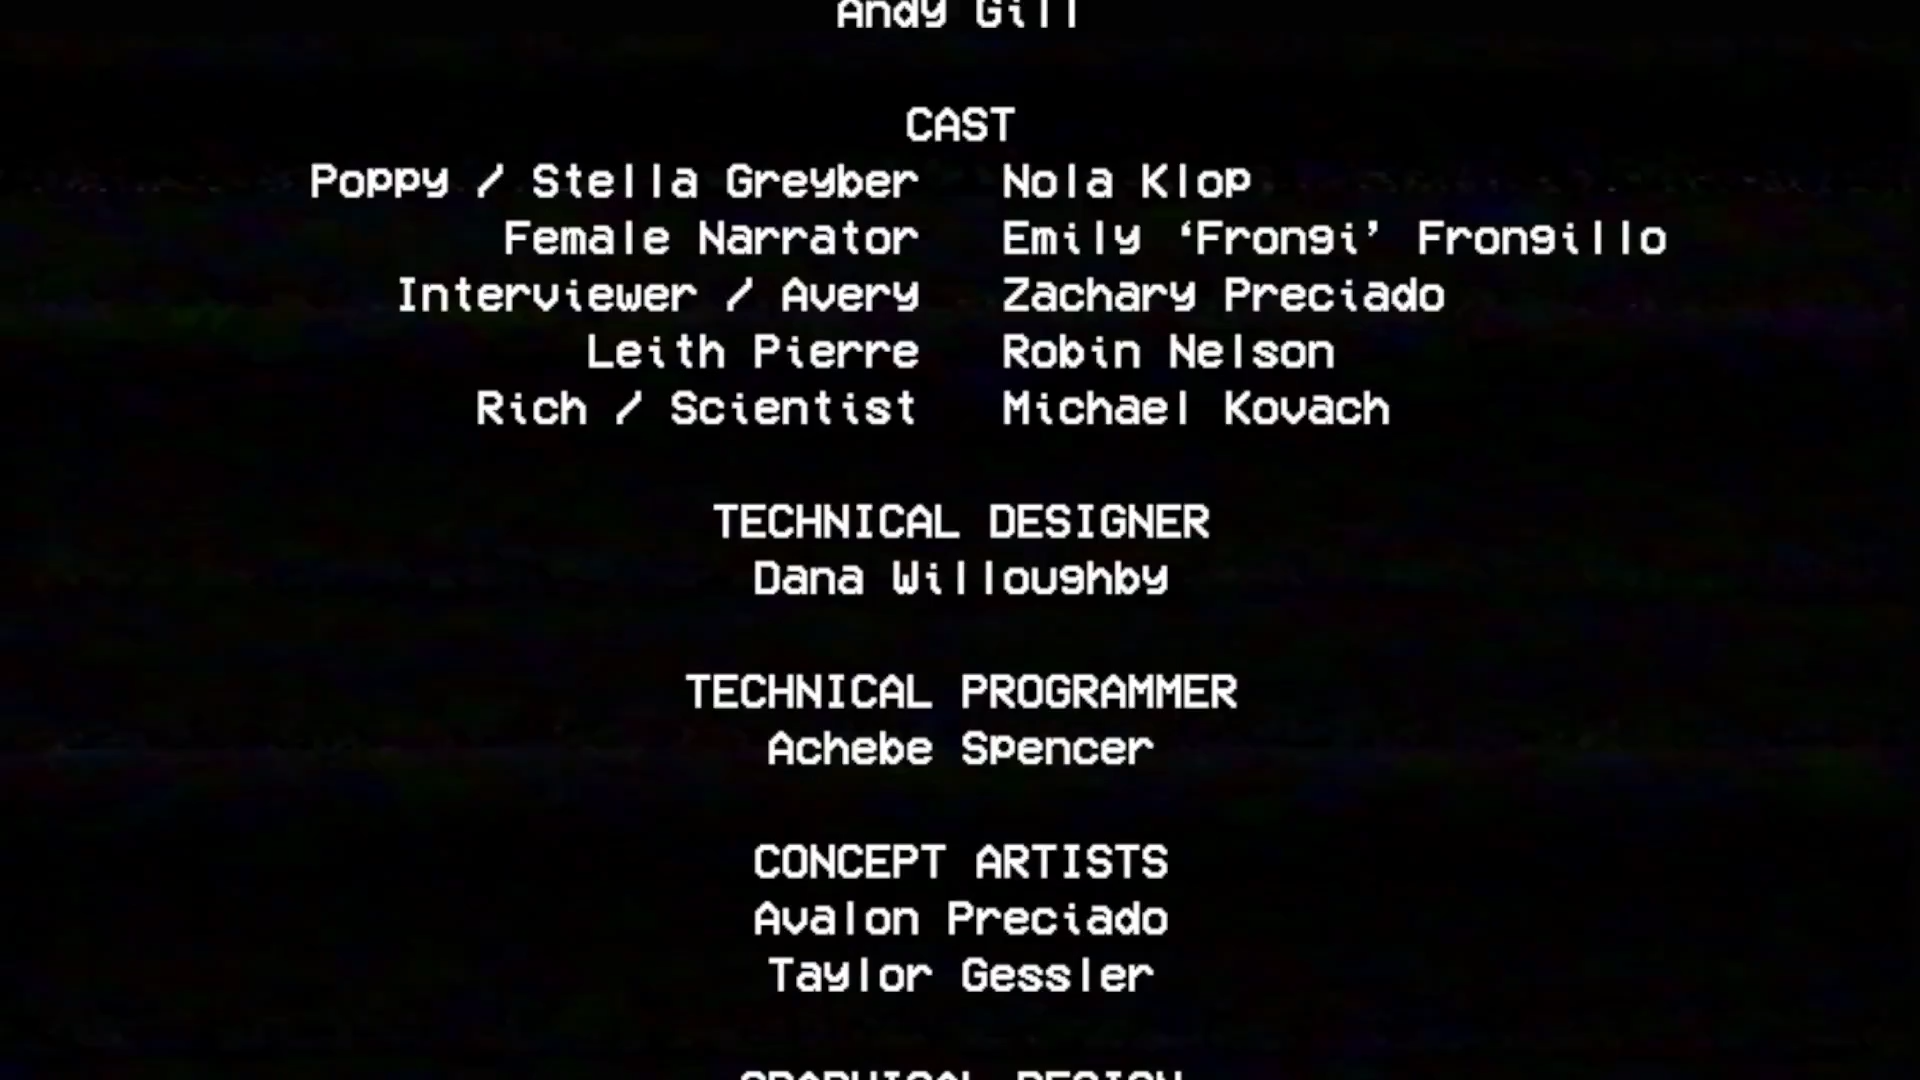 Andy Gill
CAST
Poppy / Stella Greyber Nola Klop
Female Narrator Emily ‘Frongi’ Frongillo
Interviewer / Avery Zachary Preciado
Leith Pierre Robin Nelson
Rich / Scientist Michael Kovach
TECHNICAL DESIGNER
Dana Willoughby
TECHNICAL PROGRAMMER
Achebe Spencer
CONCEPT ARTISTS
Avalon Preciado
Taylor Gessler
GRAPHICAL DESIGN